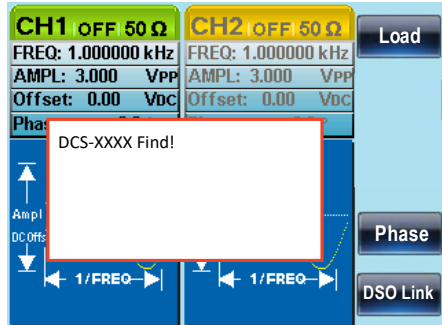 CH1 OFF 50 Ω
CH2 OFF 50 Ω
Load
FREQ: 1.000000 kHz
FREQ: 1.000000 kHz
AMPL: 3.000 VPP
AMPL: 3.000 VPP
Offset: 0.00 VDC
Offset: 0.00 VDC
DCS-XXXX Find!
Ampl
DC Offs
Phase
1/FREQ
1/FREQ
DSO Link